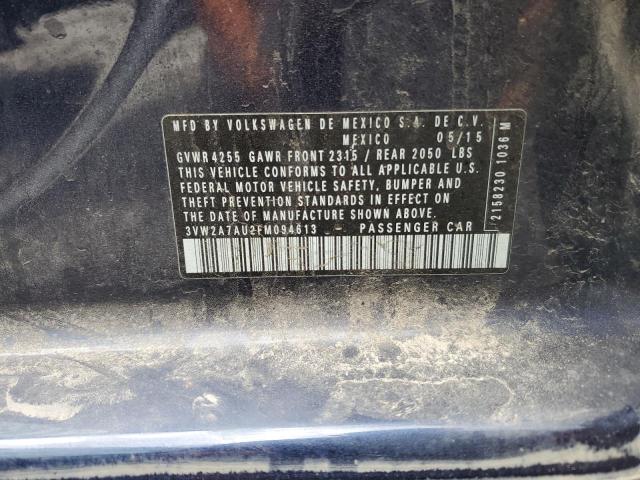 MFD BY VOLKSWAGEN DE MEXICO S.A. DE C.V.
MEXICO 05/15
GVWR 4255 GAWR FRONT 2315 / REAR 2050 LBS
THIS VEHICLE CONFORMS TO ALL APPLICABLE U.S.
FEDERAL MOTOR VEHICLE SAFETY, BUMPER AND
THEFT PREVENTION STANDARDS IN EFFECT ON THE
DATE OF MANUFACTURE SHOWN ABOVE.
3VW2A7AU2FM094613 PASSENGER CAR
2158230 1036 M